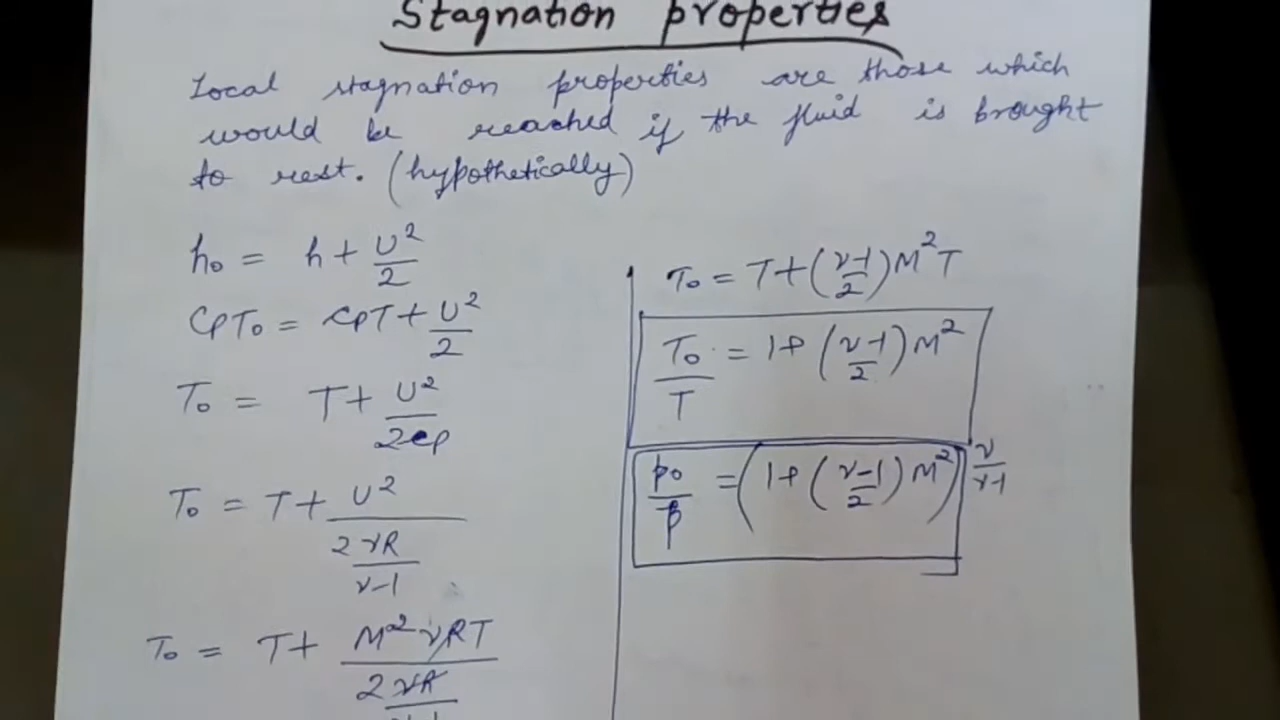 Stagnation properties
Local stagnation properties are those which
would be reached if the fluid is brought
to rest. (hypothetically)
h₀ = h + U²/2
CpT₀ = CpT + U²/2
T₀ = T + U²/2Cp
T₀ = T + U²/(2γR/(γ-1))
T₀ = T + M²γRT/(2γR/
T₀ = T + ((γ-1)/2)M²T
T₀/T = 1 + ((γ-1)/2)M²
p₀/p = (1 + ((γ-1)/2)M²)^(γ/(γ-1))